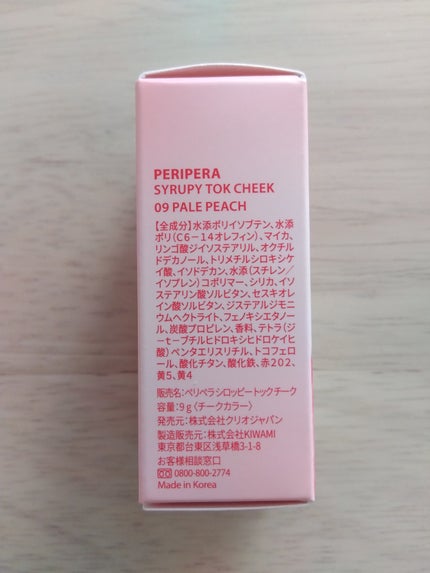 PERIPERA
SYRUPY TOK CHEEK
09 PALE PEACH
【全成分】水添ポリイソブテン、水添
ポリ(C6-14オレフィン)、マイカ、
リンゴ酸ジイソステアリル、オクチル
ドデカノール、トリメチルシロキシケ
イ酸、イソドデカン、水添(スチレン/
イソプレン)コポリマー、シリカ、イソ
ステアリン酸ソルビタン、セスキオレ
イン酸ソルビタン、ジステアルジモニ
ウムヘクトライト、フェノキシエタノー
ル、炭酸プロピレン、香料、テトラ(ジ
-t-ブチルヒドロキシヒドロケイヒ
酸)ペンタエリスリチル、トコフェロ
ール、酸化チタン、酸化鉄、赤202、
黄5、黄4
販売名:ペリペラ シロッピートックチーク
容量:9g〈チークカラー〉
発売元:株式会社クリオジャパン
製造販売元:株式会社KIWAMI
東京都台東区浅草橋3-1-8
お客様相談窓口
0800-800-2774
Made in Korea